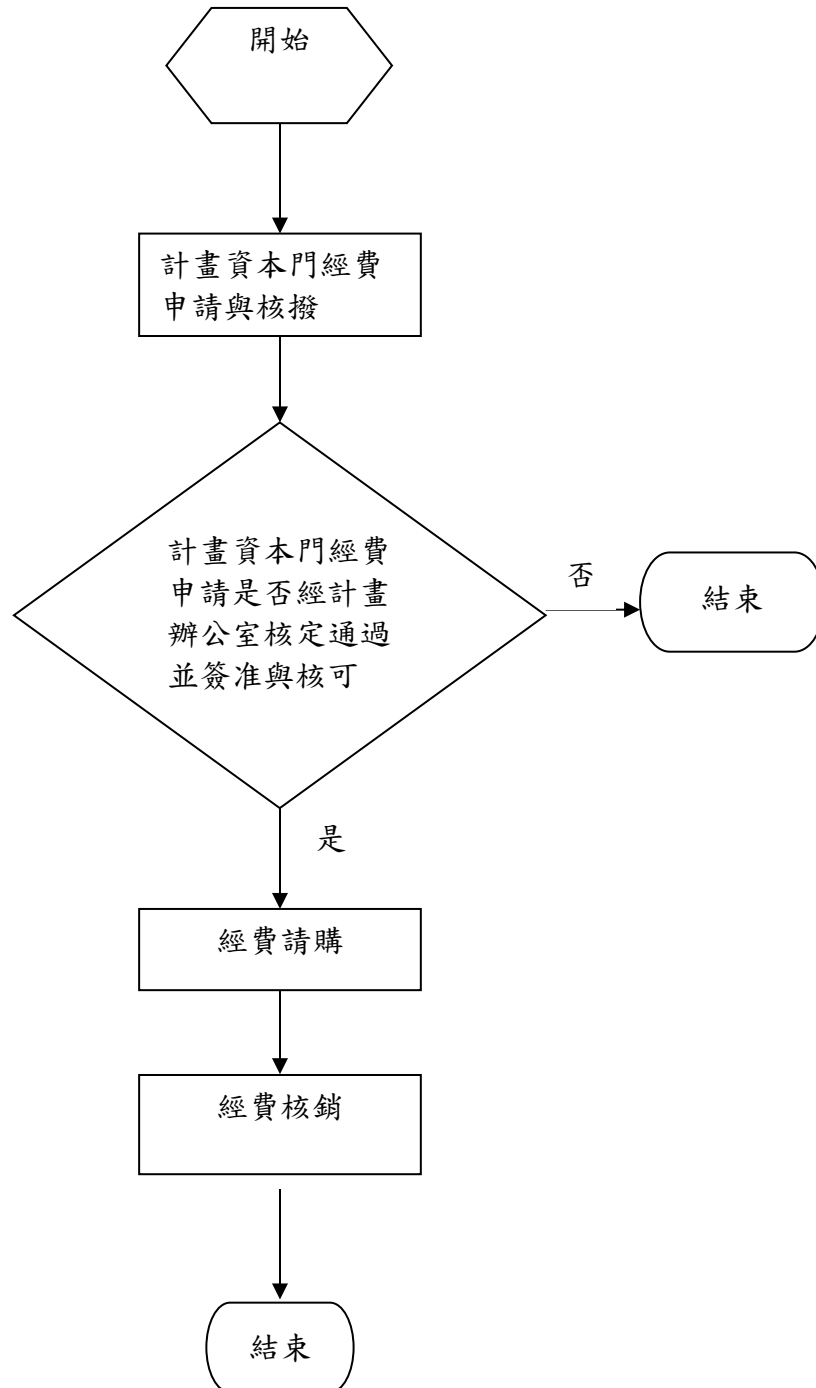 開始
計畫資本門經費
申請與核撥
計畫資本門經費
申請是否經計畫
辦公室核定通過
並簽准與核可
否
結束
是
經費請購
經費核銷
結束